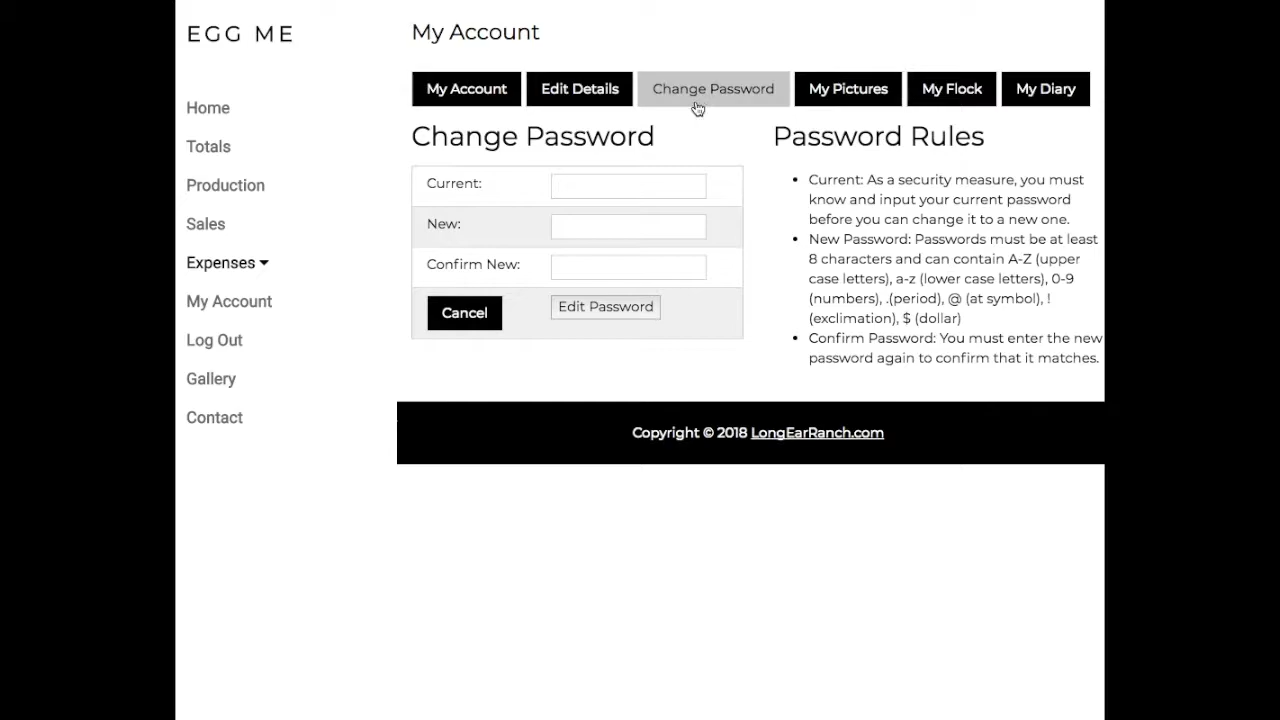 EGG ME
Home
Totals
Production
Sales
Expenses
My Account
Log Out
Gallery
Contact
My Account
My Account Edit Details Change Password My Pictures My Flock My Diary
Change Password
Current:
New:
Confirm New:
Cancel Edit Password
Password Rules
Current: As a security measure, you must
know and input your current password
before you can change it to a new one.
New Password: Passwords must be at least
8 characters and can contain A-Z (upper
case letters), a-z (lower case letters), 0-9
(numbers), .(period), @ (at symbol), !
(exclimation), $ (dollar)
Confirm Password: You must enter the new
password again to confirm that it matches.
Copyright © 2018 LongEarRanch.com